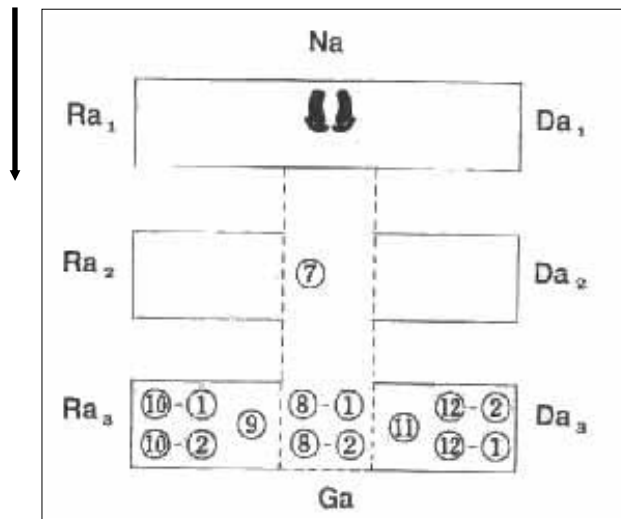 Na
Ra₁ Da₁
Ra₂ ⑦ Da₂
Ra₃ ⑩-① ⑨ ⑧-① ⑪ ⑫-② Da₃
⑩-② ⑧-② ⑫-①
Ga